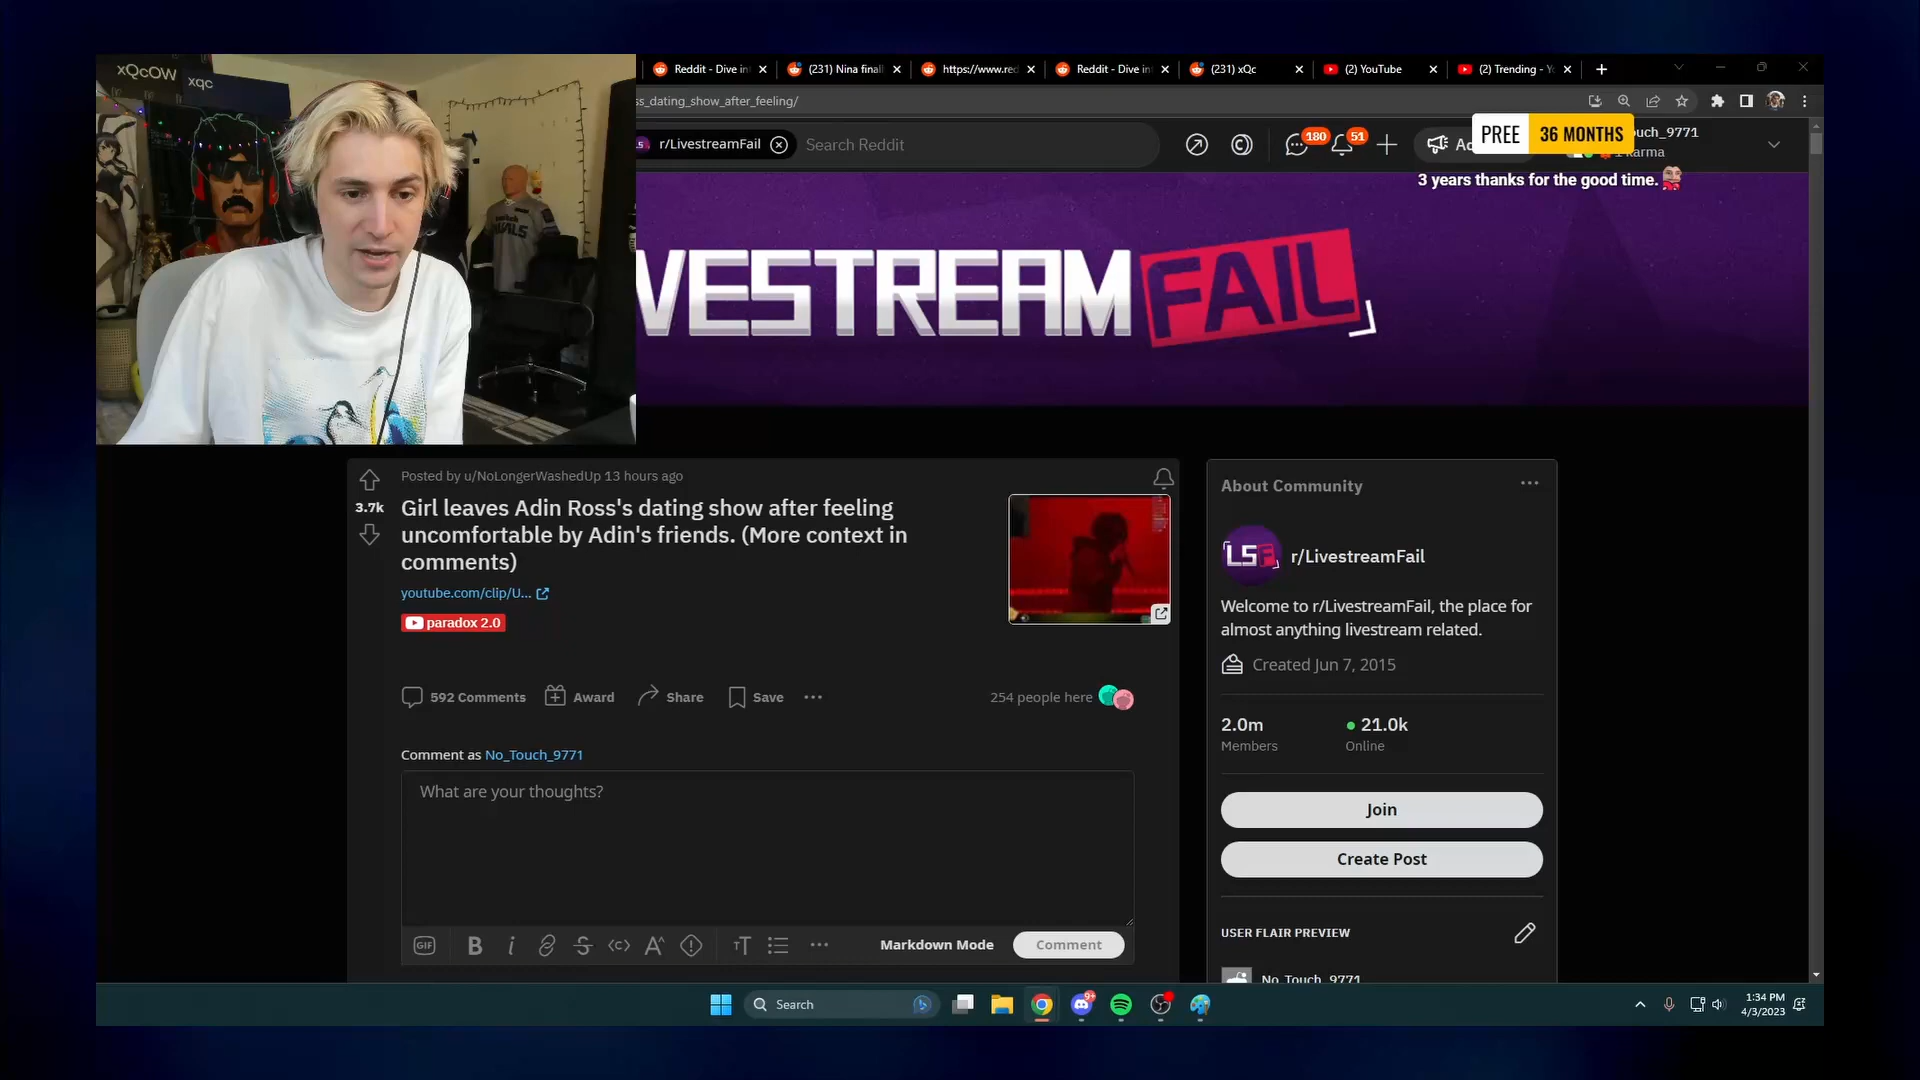 xQcOW
xqc
Reddit - Dive in
(231) Nina finall
https://www.red
Reddit - Dive in
(231) xQc
(2) YouTube
(2) Trending - Y
s_dating_show_after_feeling/
r/LivestreamFail
Search Reddit
180
51
PREE
36 MONTHS
ouch_9771
1 karma
3 years thanks for the good time.
VESTREAM
FAIL
Posted by u/NoLongerWashedUp 13 hours ago
3.7k
Girl leaves Adin Ross's dating show after feeling
uncomfortable by Adin's friends. (More context in
comments)
youtube.com/clip/U...
paradox 2.0
592 Comments
Award
Share
Save
254 people here
Comment as No_Touch_9771
What are your thoughts?
GIF
Markdown Mode
Comment
About Community
LSF
r/LivestreamFail
Welcome to r/LivestreamFail, the place for
almost anything livestream related.
Created Jun 7, 2015
2.0m
21.0k
Members
Online
Join
Create Post
USER FLAIR PREVIEW
No_Touch_9771
Search
9+
1:34 PM
4/3/2023